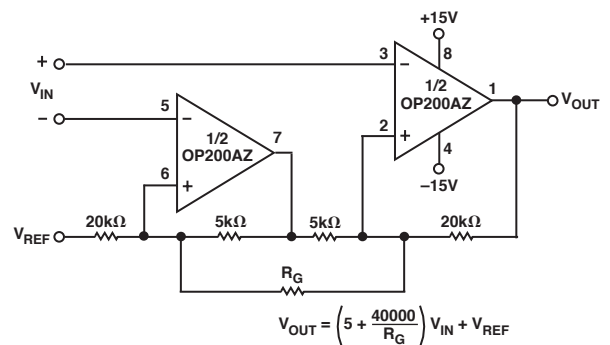 +15V
+
3
−
8
V_IN
1/2
OP200AZ
1
V_OUT
−
5
−
7
2
+
1/2
OP200AZ
4
6
+
−15V
V_REF
20kΩ
5kΩ
5kΩ
20kΩ
R_G
V_OUT = (5 + 40000/R_G) V_IN + V_REF